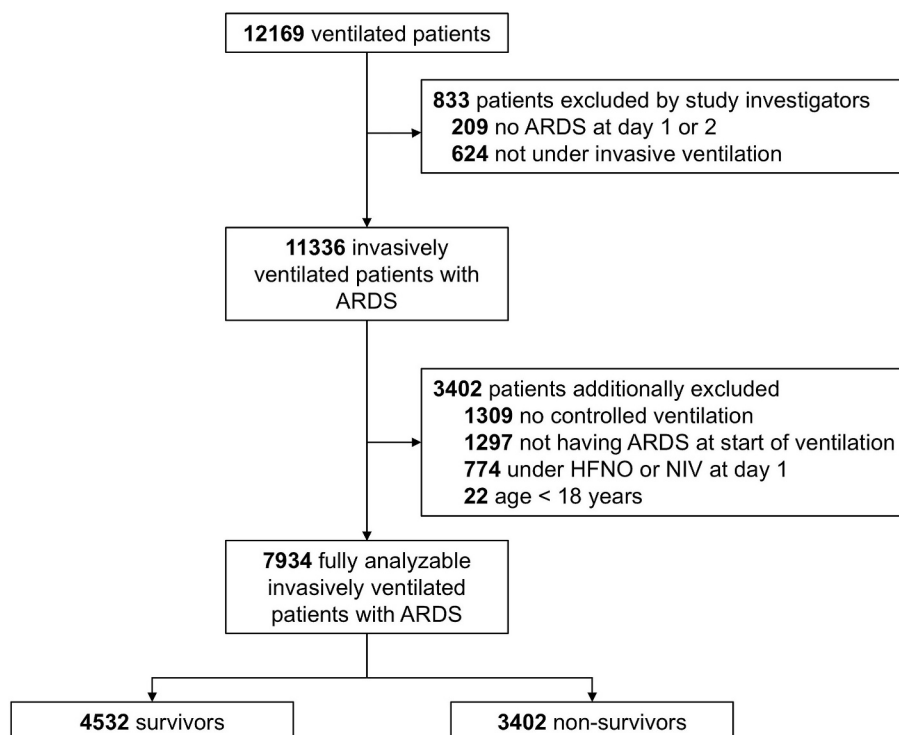 12169 ventilated patients
833 patients excluded by study investigators
209 no ARDS at day 1 or 2
624 not under invasive ventilation
11336 invasively
ventilated patients with
ARDS
3402 patients additionally excluded
1309 no controlled ventilation
1297 not having ARDS at start of ventilation
774 under HFNO or NIV at day 1
22 age < 18 years
7934 fully analyzable
invasively ventilated
patients with ARDS
4532 survivors
3402 non-survivors